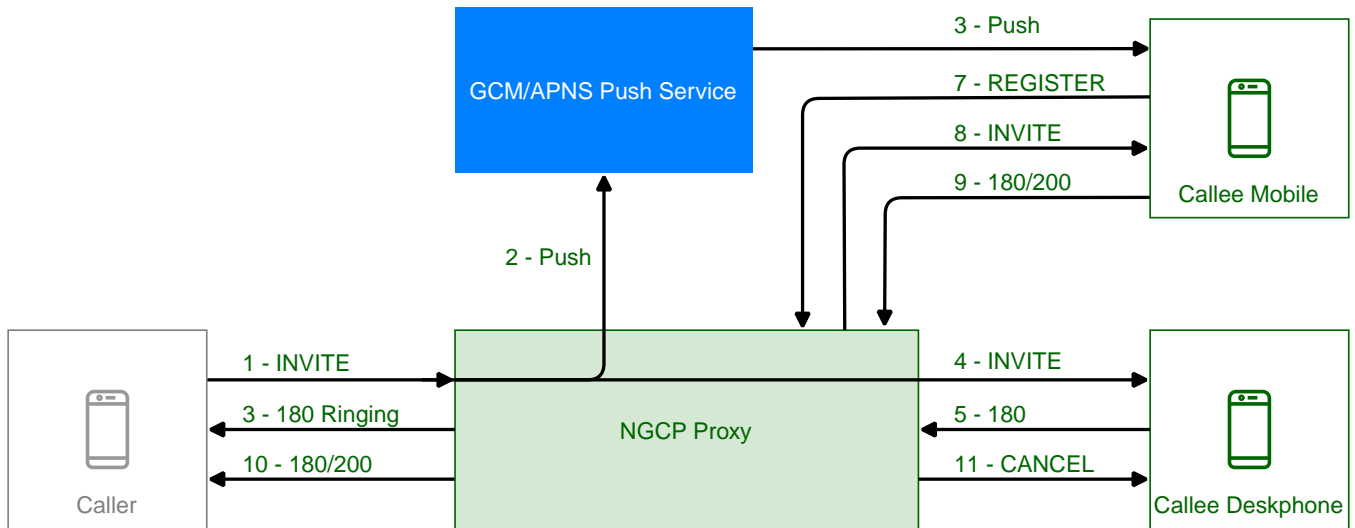 3 - Push
GCM/APNS Push Service
7 - REGISTER
8 - INVITE
9 - 180/200
Callee Mobile
2 - Push
1 - INVITE
4 - INVITE
3 - 180 Ringing
NGCP Proxy
5 - 180
10 - 180/200
11 - CANCEL
Caller
Callee Deskphone